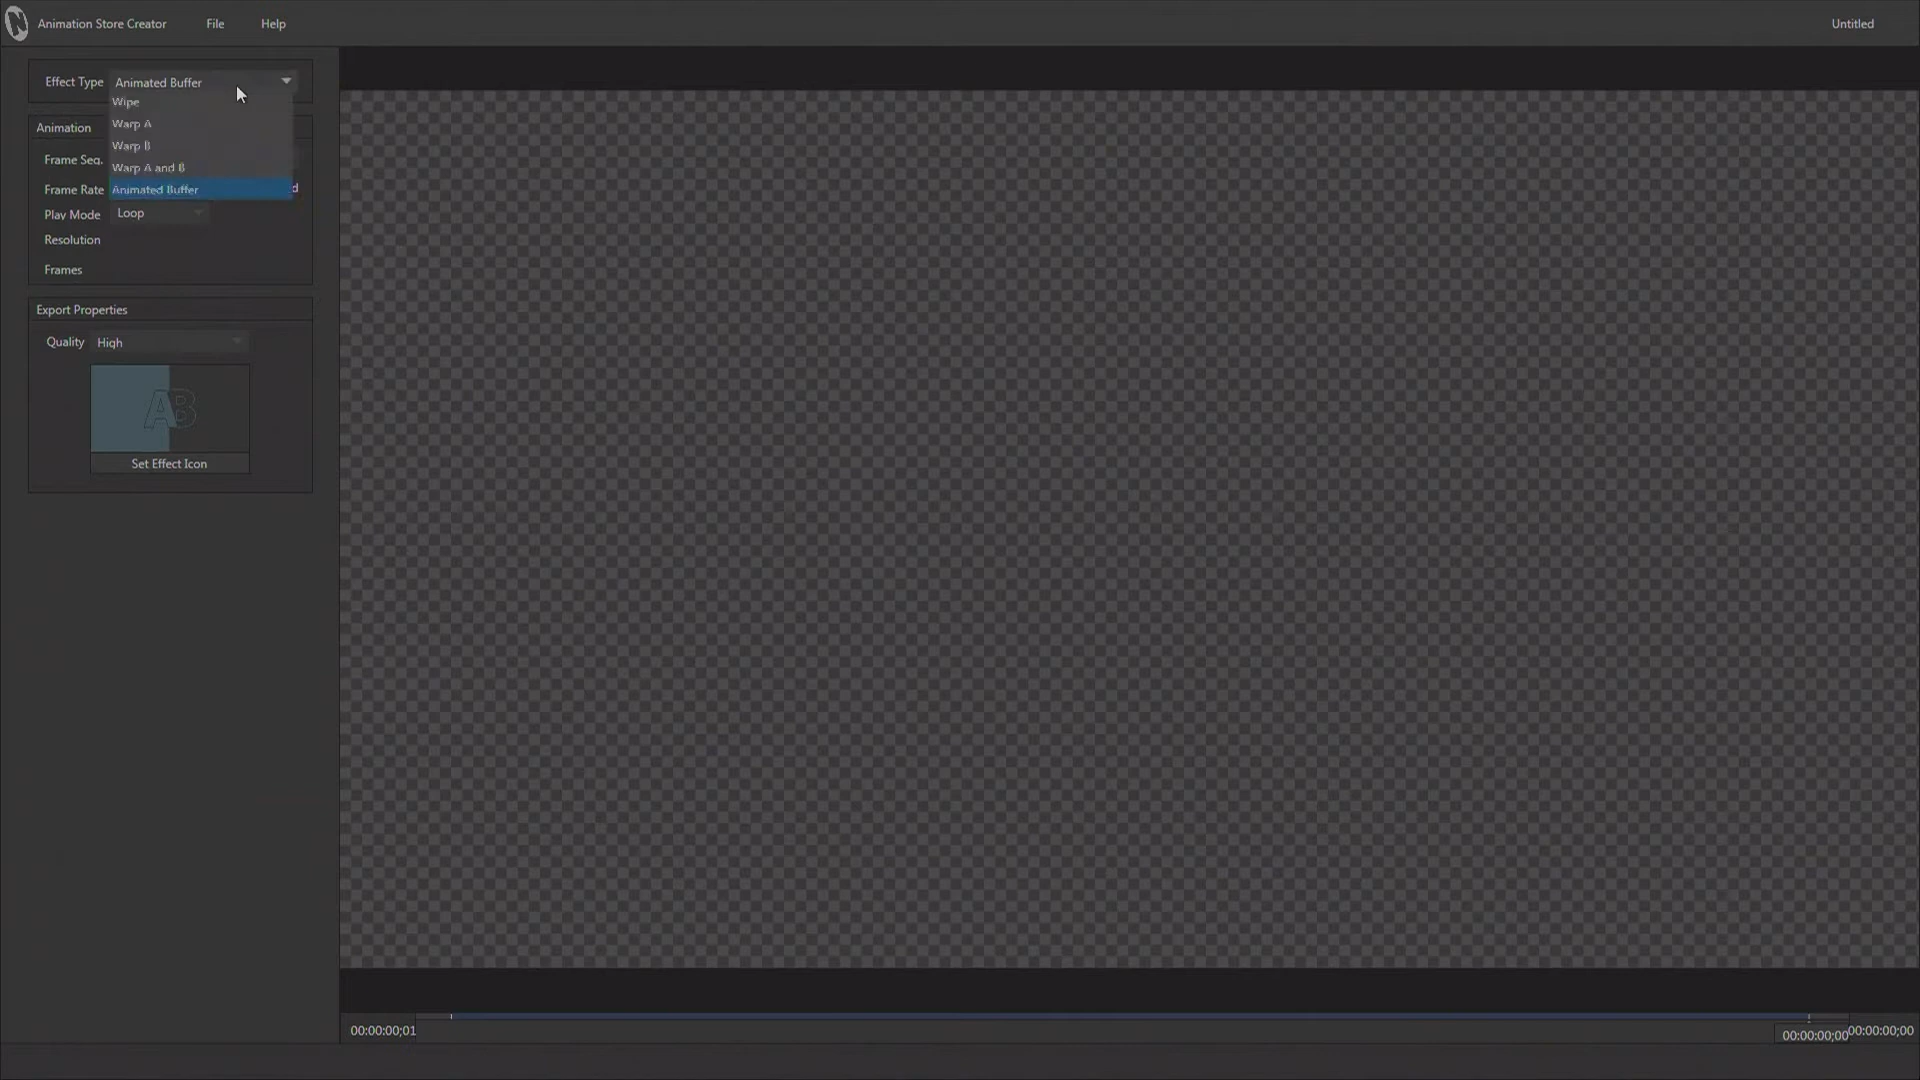 Animation Store Creator File Help Untitled
Effect Type Animated Buffer
Wipe
Animation Warp A
Warp B
Frame Seq.
Warp A and B
Frame Rate Animated Buffer d
Play Mode Loop
Resolution
Frames
Export Properties
Quality High
AB
Set Effect Icon
00:00:00;01 00:00:00;00 00:00:00;00